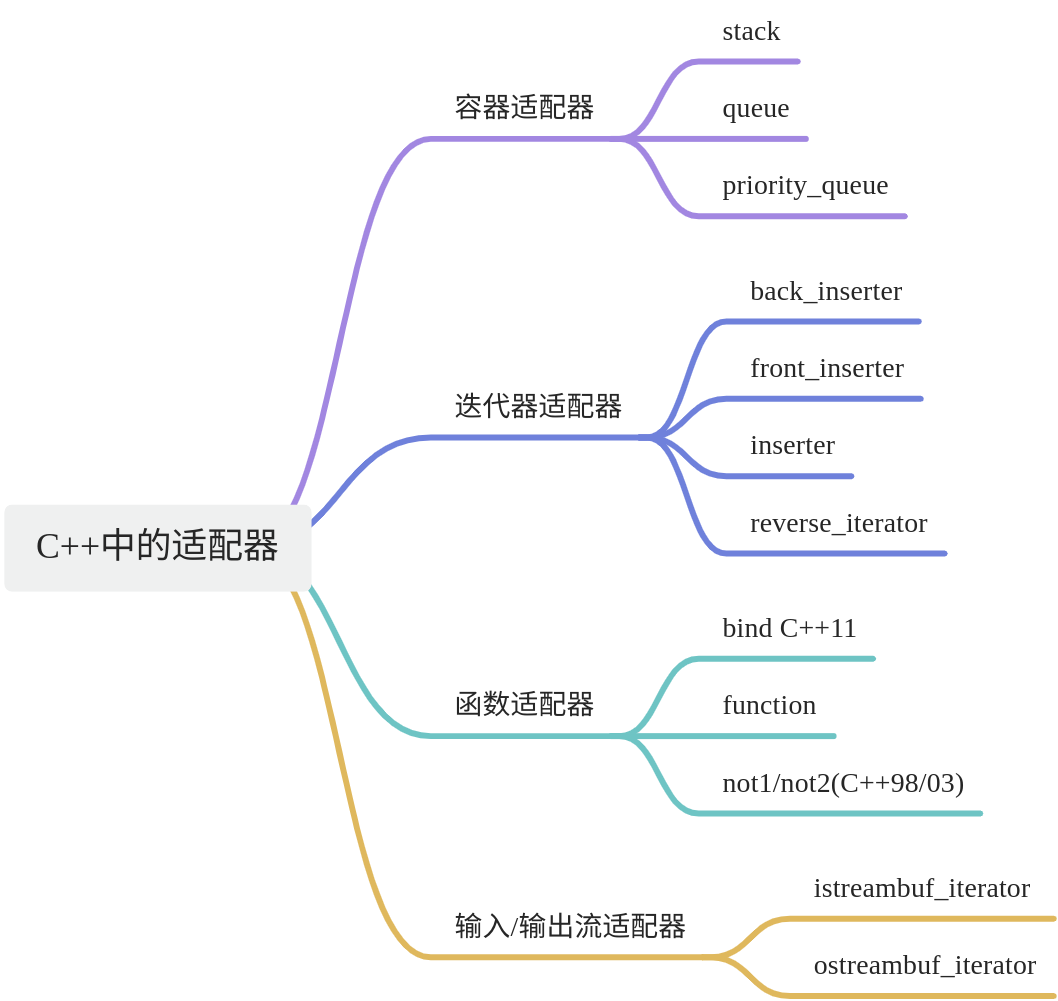 C++中的适配器
容器适配器
stack
queue
priority_queue
迭代器适配器
back_inserter
front_inserter
inserter
reverse_iterator
函数适配器
bind C++11
function
not1/not2(C++98/03)
输入/输出流适配器
istreambuf_iterator
ostreambuf_iterator